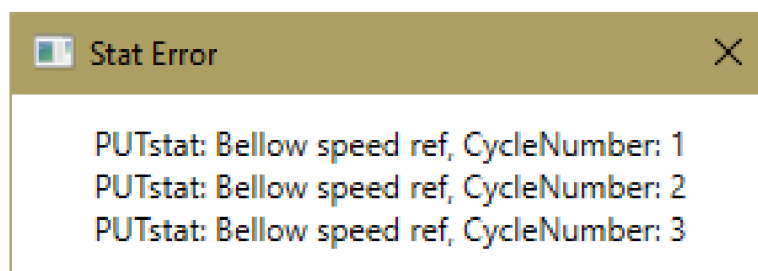 Stat Error
PUTstat: Bellow speed ref, CycleNumber: 1
PUTstat: Bellow speed ref, CycleNumber: 2
PUTstat: Bellow speed ref, CycleNumber: 3